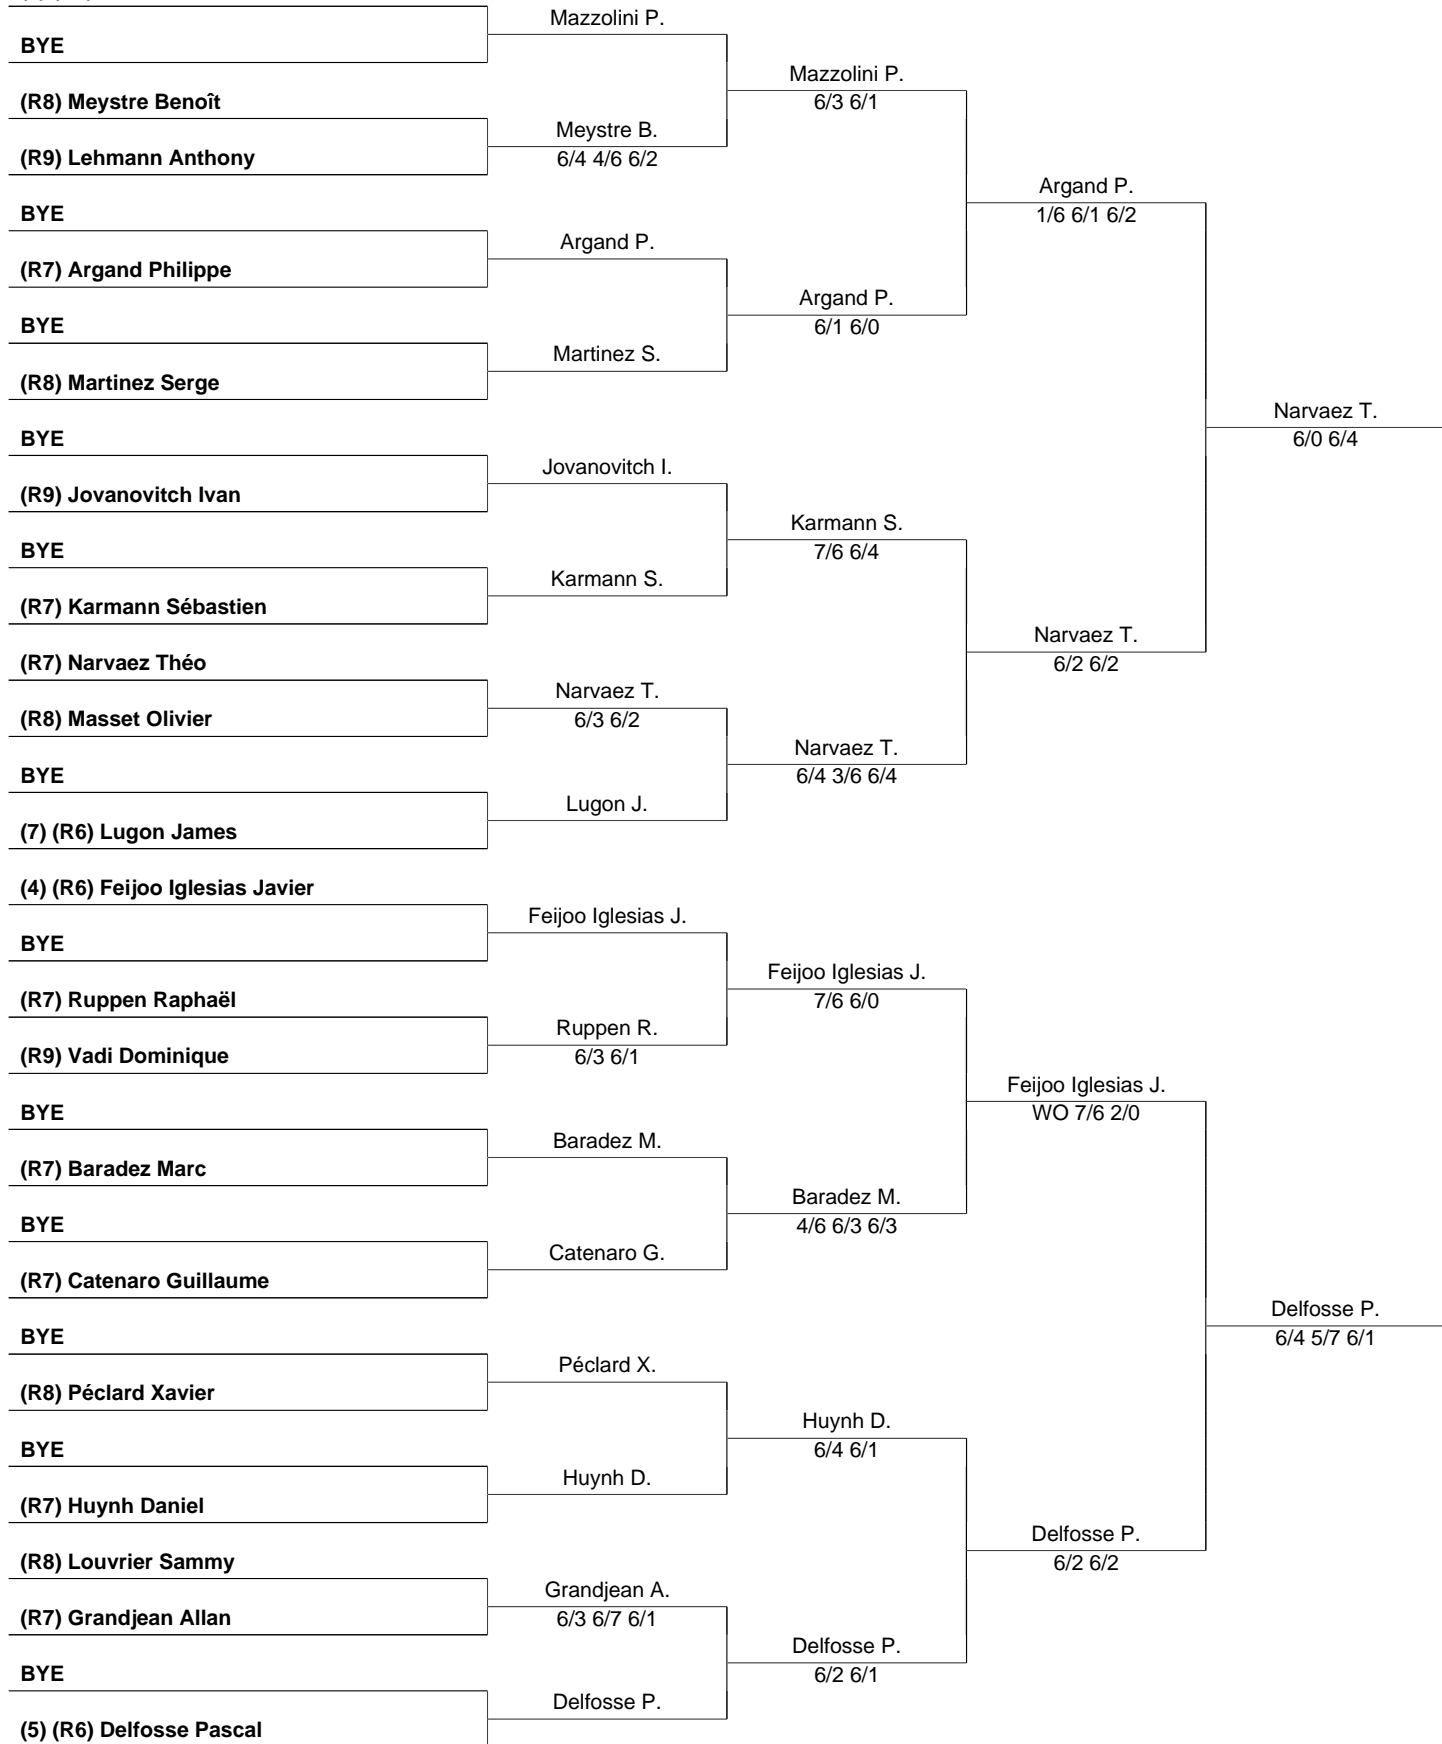 Mazzolini P.
BYE
Mazzolini P.
(R8) Meystre Benoît
6/3 6/1
Meystre B.
(R9) Lehmann Anthony
6/4 4/6 6/2
Argand P.
BYE
1/6 6/1 6/2
Argand P.
(R7) Argand Philippe
Argand P.
BYE
6/1 6/0
Martinez S.
(R8) Martinez Serge
Narvaez T.
BYE
6/0 6/4
Jovanovitch I.
(R9) Jovanovitch Ivan
Karmann S.
BYE
7/6 6/4
Karmann S.
(R7) Karmann Sébastien
Narvaez T.
(R7) Narvaez Théo
6/2 6/2
Narvaez T.
(R8) Masset Olivier
6/3 6/2
Narvaez T.
BYE
6/4 3/6 6/4
Lugon J.
(7) (R6) Lugon James
(4) (R6) Feijoo Iglesias Javier
Feijoo Iglesias J.
BYE
Feijoo Iglesias J.
(R7) Ruppen Raphaël
7/6 6/0
Ruppen R.
(R9) Vadi Dominique
6/3 6/1
Feijoo Iglesias J.
BYE
WO 7/6 2/0
Baradez M.
(R7) Baradez Marc
Baradez M.
BYE
4/6 6/3 6/3
Catenaro G.
(R7) Catenaro Guillaume
Delfosse P.
BYE
6/4 5/7 6/1
Péclard X.
(R8) Péclard Xavier
Huynh D.
BYE
6/4 6/1
Huynh D.
(R7) Huynh Daniel
Delfosse P.
(R8) Louvrier Sammy
6/2 6/2
Grandjean A.
(R7) Grandjean Allan
6/3 6/7 6/1
Delfosse P.
BYE
6/2 6/1
Delfosse P.
(5) (R6) Delfosse Pascal